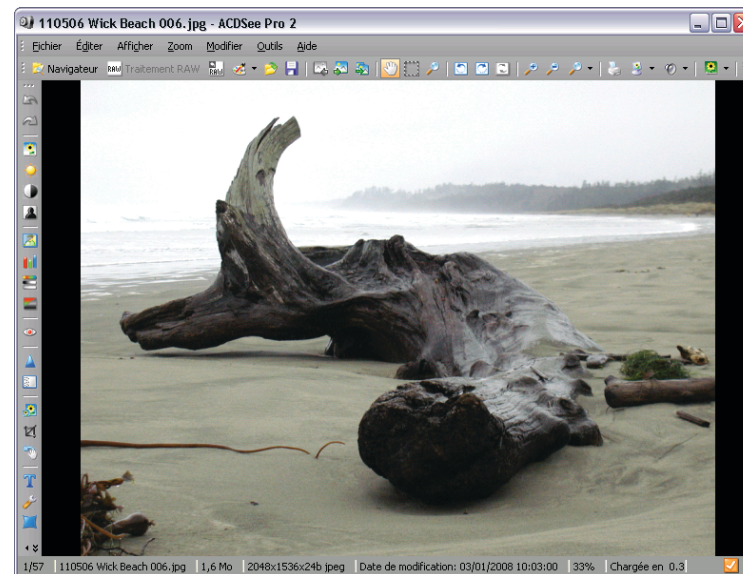 110506 Wick Beach 006.jpg - ACDSee Pro 2
Fichier Éditer Afficher Zoom Modifier Outils Aide
Navigateur RAW Traitement RAW RAW
1/57 110506 Wick Beach 006.jpg 1,6 Mo 2048x1536x24b jpeg Date de modification: 03/01/2008 10:03:00 33% Chargée en 0.3